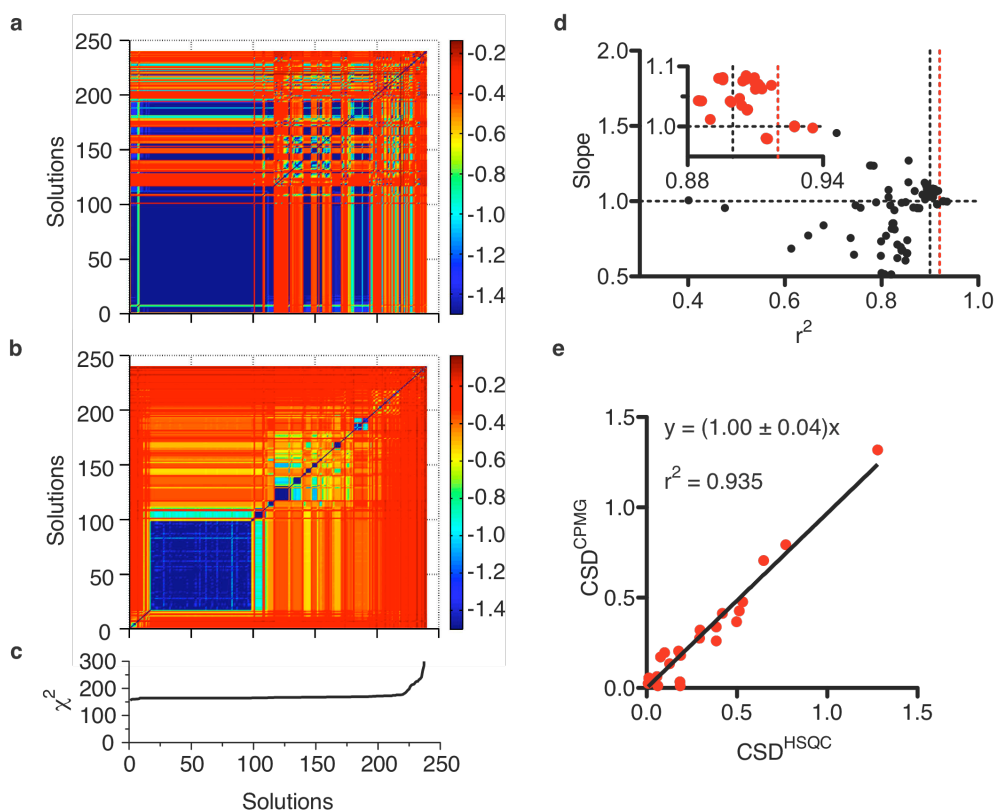 a
250
200
150
100
50
0
Solutions
-0.2
-0.4
-0.6
-0.8
-1.0
-1.2
-1.4
b
250
200
150
100
50
0
Solutions
-0.2
-0.4
-0.6
-0.8
-1.0
-1.2
-1.4
c
300
200
100
0
χ²
0 50 100 150 200 250
Solutions
d
2.0
1.5
1.0
0.5
Slope
1.1
1.0
0.88 0.94
0.4 0.6 0.8 1.0
r²
e
1.5
1.0
0.5
0.0
CSD^CPMG
y = (1.00 ± 0.04)x
r² = 0.935
0.0 0.5 1.0 1.5
CSD^HSQC